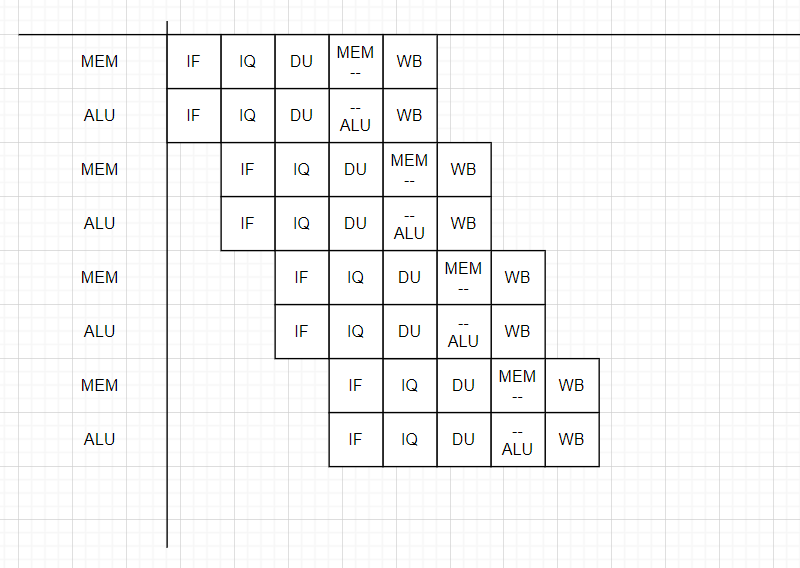 MEM IF IQ DU MEM WB
--
ALU IF IQ DU -- WB
ALU
MEM IF IQ DU MEM WB
--
ALU IF IQ DU -- WB
ALU
MEM IF IQ DU MEM WB
--
ALU IF IQ DU -- WB
ALU
MEM IF IQ DU MEM WB
--
ALU IF IQ DU -- WB
ALU